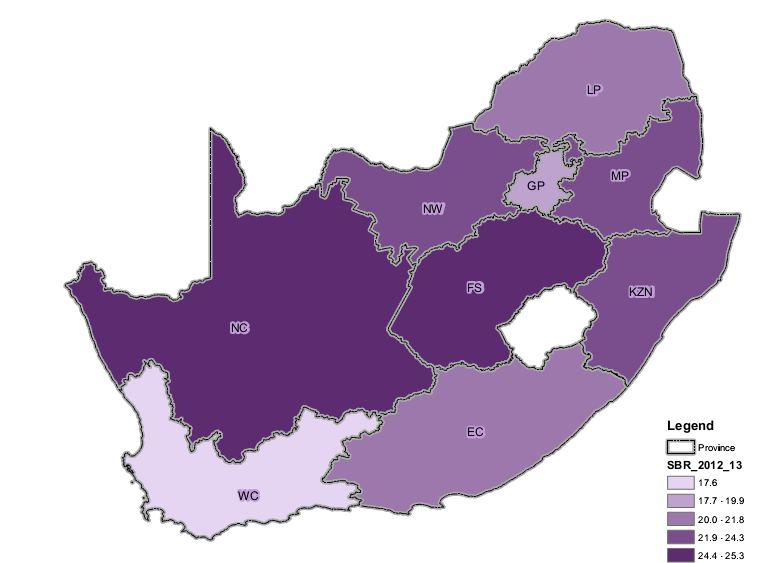 LP
MP
GP
NW
KZN
FS
NC
EC
WC
Legend
Province
SBR_2012_13
17.6
17.7 - 19.9
20.0 - 21.8
21.9 - 24.3
24.4 - 25.3